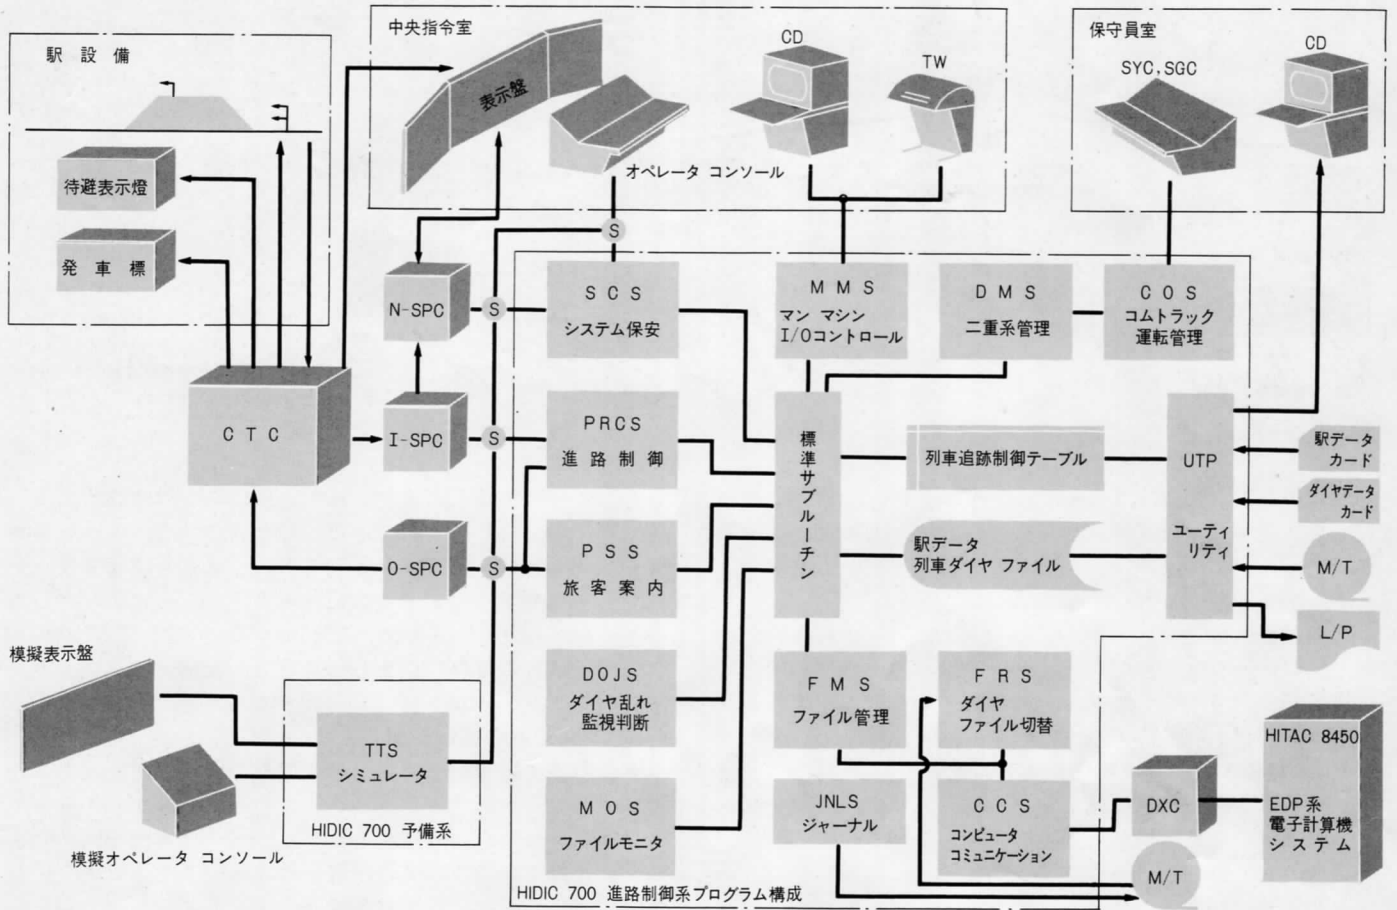 駅設備
待避表示燈
発車標
中央指令室
表示盤
オペレータ コンソール
CD
TW
保守員室
SYC,SGC
CD
CTC
N-SPC
I-SPC
O-SPC
S
S
S
S
SCS
システム保安
MMS
マン マシン
I/Oコントロール
DMS
二重系管理
COS
コムトラック
運転管理
PRCS
進路制御
PSS
旅客案内
DOJS
ダイヤ乱れ
監視判断
MOS
ファイルモニタ
標準サブルーチン
列車追跡制御テーブル
駅データ
列車ダイヤ ファイル
UTP
ユーティ
リティ
駅データ
カード
ダイヤデータ
カード
M/T
L/P
FMS
ファイル管理
FRS
ダイヤ
ファイル切替
JNLS
ジャーナル
CCS
コンピュータ
コミュニケーション
DXC
M/T
HITAC 8450
EDP系
電子計算機
システム
模擬表示盤
模擬オペレータ コンソール
TTS
シミュレータ
HIDIC 700 予備系
HIDIC 700 進路制御系プログラム構成